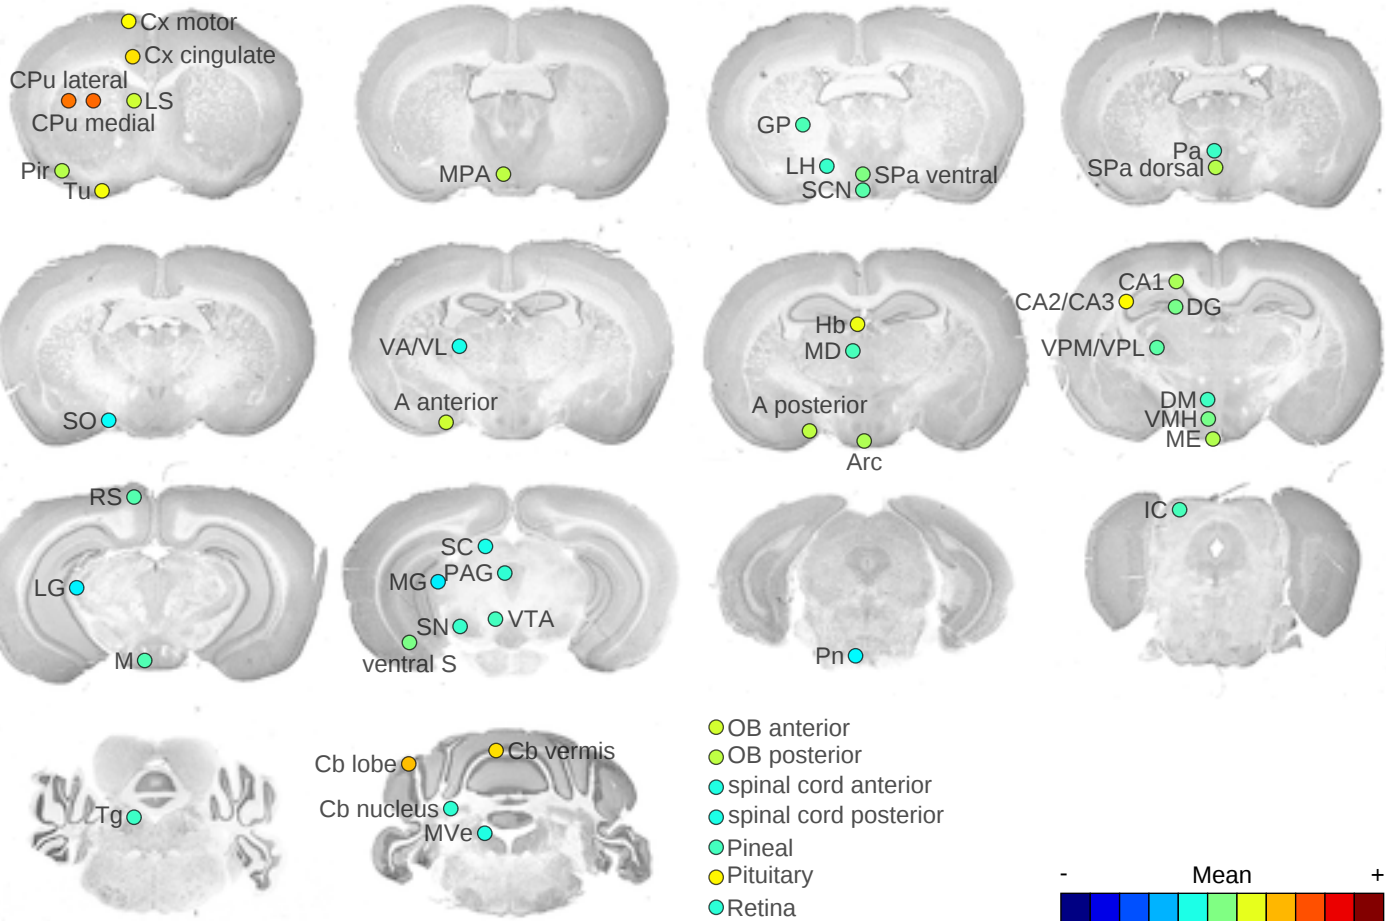 Cx motor
Cx cingulate
CPu lateral
LS
CPu medial
Pir
Tu
MPA
GP
LH
SPa ventral
SCN
Pa
SPa dorsal
SO
VA/VL
A anterior
Hb
MD
A posterior
Arc
CA1
CA2/CA3
DG
VPM/VPL
DM
VMH
ME
RS
LG
M
SC
MG
PAG
SN
VTA
ventral S
Pn
IC
Tg
Cb lobe
Cb vermis
Cb nucleus
MVe
OB anterior
OB posterior
spinal cord anterior
spinal cord posterior
Pineal
Pituitary
Retina
- Mean +